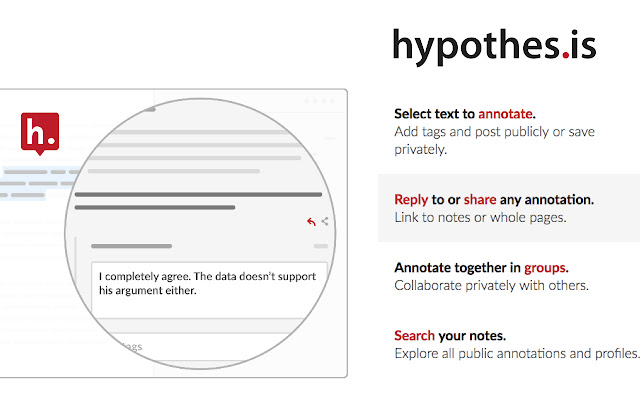 hypothes.is
h.
Select text to annotate.
Add tags and post publicly or save
privately.
Reply to or share any annotation.
Link to notes or whole pages.
I completely agree. The data doesn't support
his argument either.
Annotate together in groups.
Collaborate privately with others.
Search your notes.
Explore all public annotations and profiles.